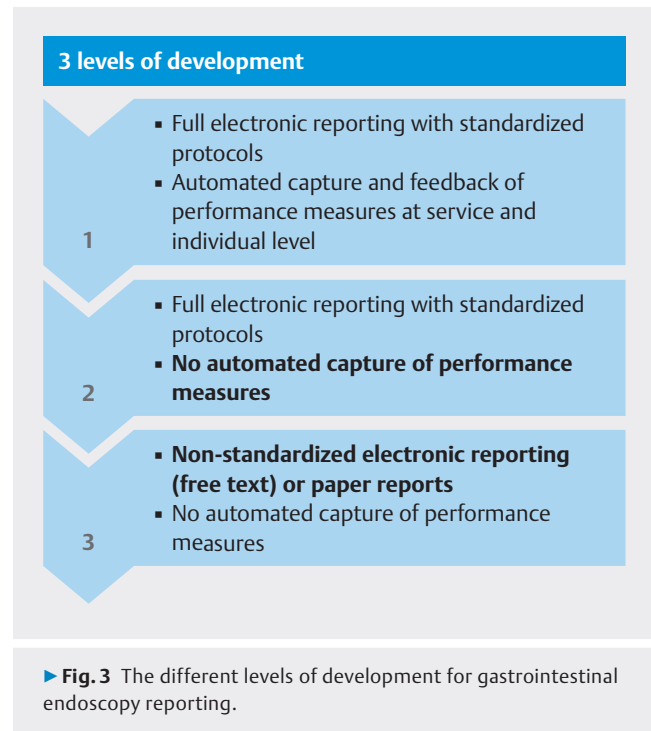 3 levels of development
▪ Full electronic reporting with standardized
protocols
▪ Automated capture and feedback of
performance measures at service and
individual level
1
▪ Full electronic reporting with standardized
protocols
▪ No automated capture of performance
measures
2
▪ Non-standardized electronic reporting
(free text) or paper reports
▪ No automated capture of performance
measures
3
▶ Fig. 3 The different levels of development for gastrointestinal
endoscopy reporting.